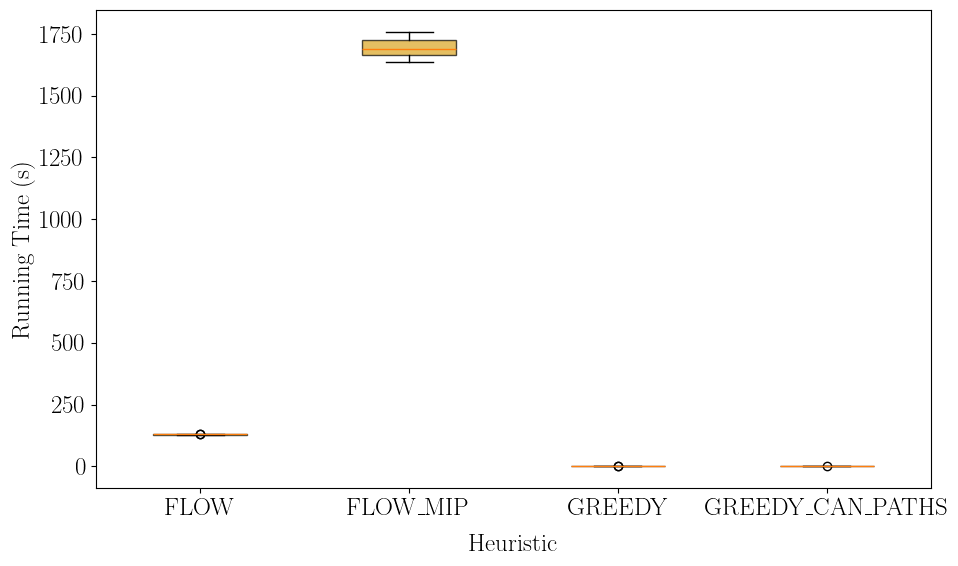 Running Time (s)
1750
1500
1250
1000
750
500
250
0
FLOW
FLOW_MIP
GREEDY
GREEDY_CAN_PATHS
Heuristic